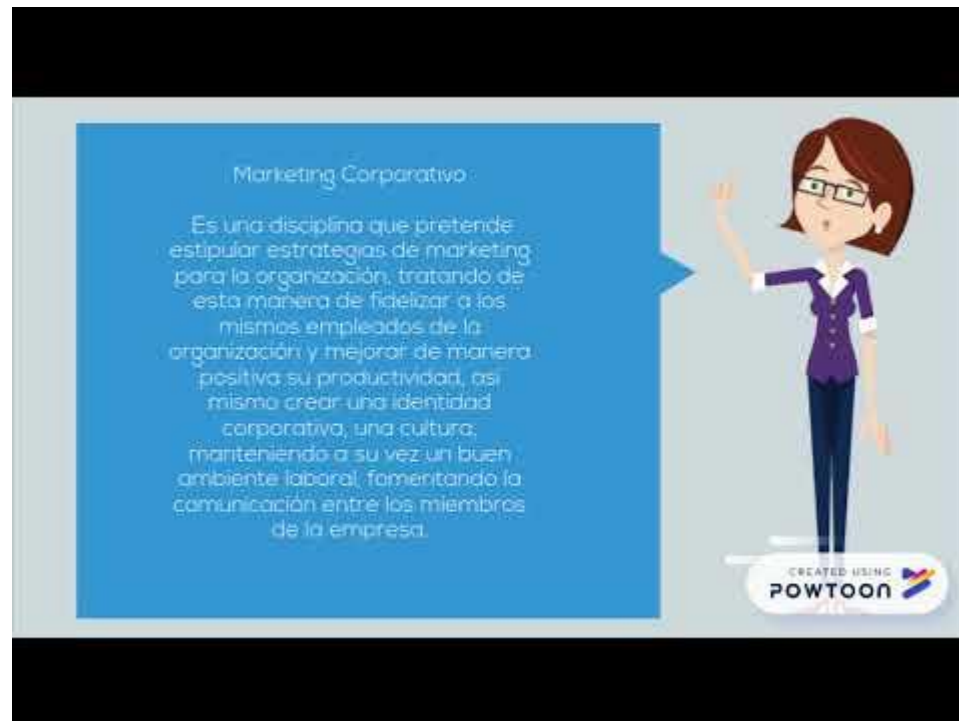 Marketing Corporativo
Es una disciplina que pretende
estipular estrategias de marketing
para la organización, tratando de
esta manera de fidelizar a los
mismos empleados de la
organización y mejorar de manera
positiva su productividad, asi
mismo crear una identidad
corporativa, una cultura;
manteniendo a su vez un buen
ambiente laboral, fomentando la
comunicación entre los miembros
de la empresa.
CREATED USING
POWTOON